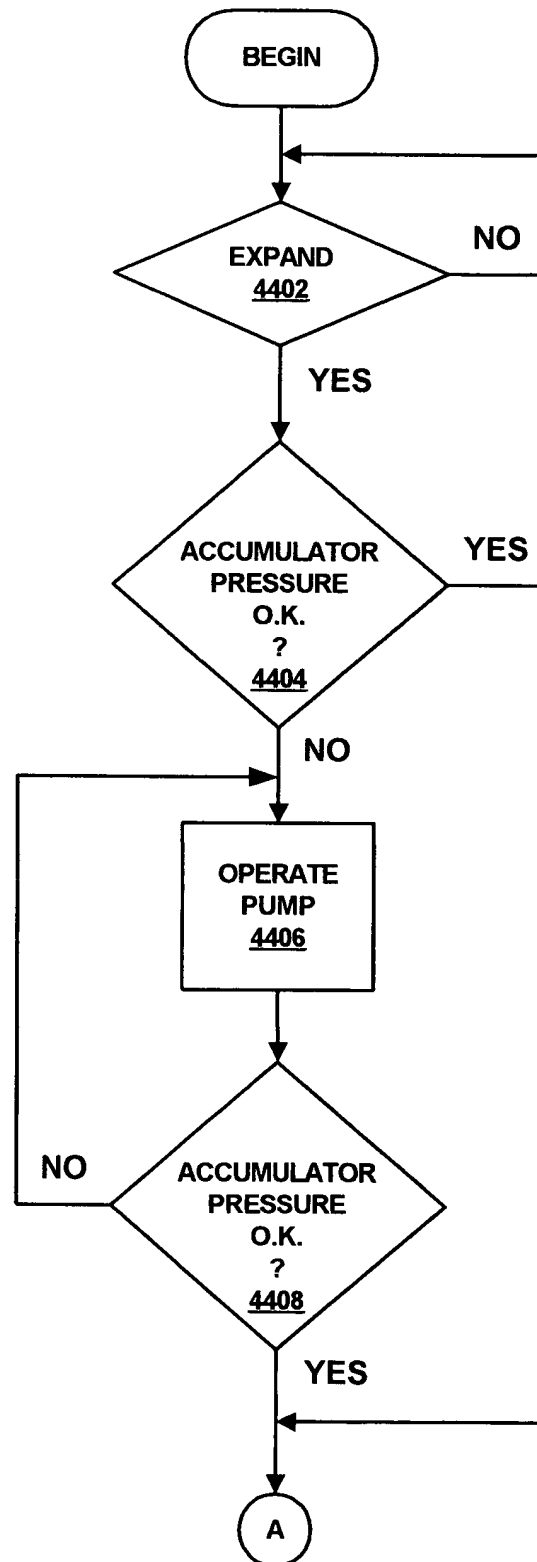 BEGIN
EXPAND
4402
NO
YES
ACCUMULATOR
PRESSURE
O.K.
?
4404
YES
NO
OPERATE
PUMP
4406
NO
ACCUMULATOR
PRESSURE
O.K.
?
4408
YES
A